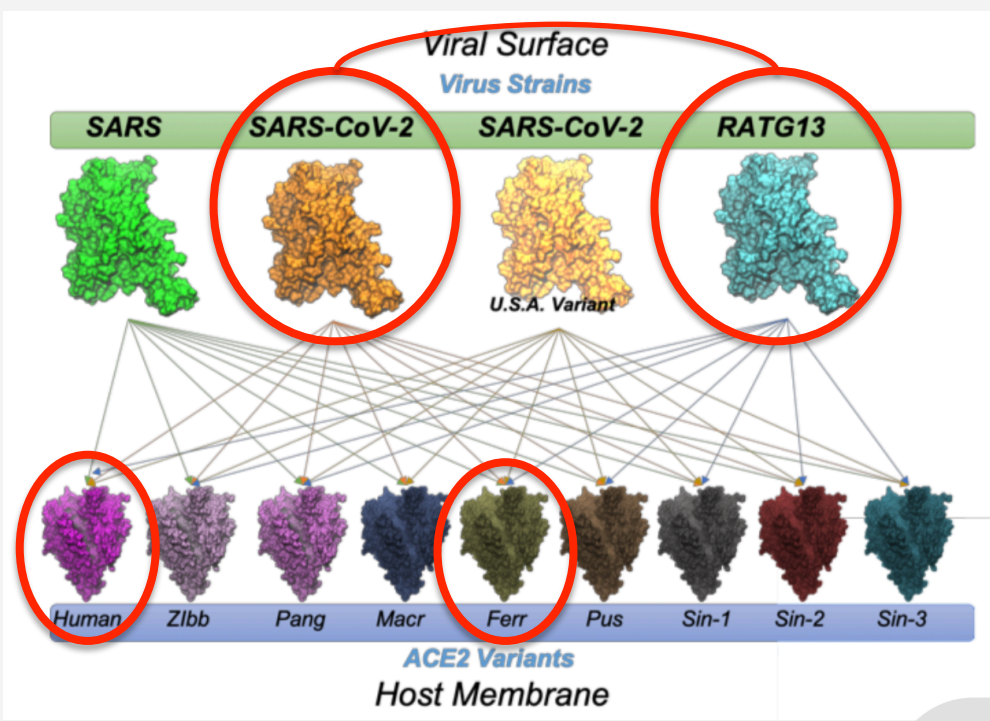 Viral Surface
Virus Strains
SARS SARS-CoV-2 SARS-CoV-2 RATG13
U.S.A. Variant
Human ZIbb Pang Macr Ferr Pus Sin-1 Sin-2 Sin-3
ACE2 Variants
Host Membrane